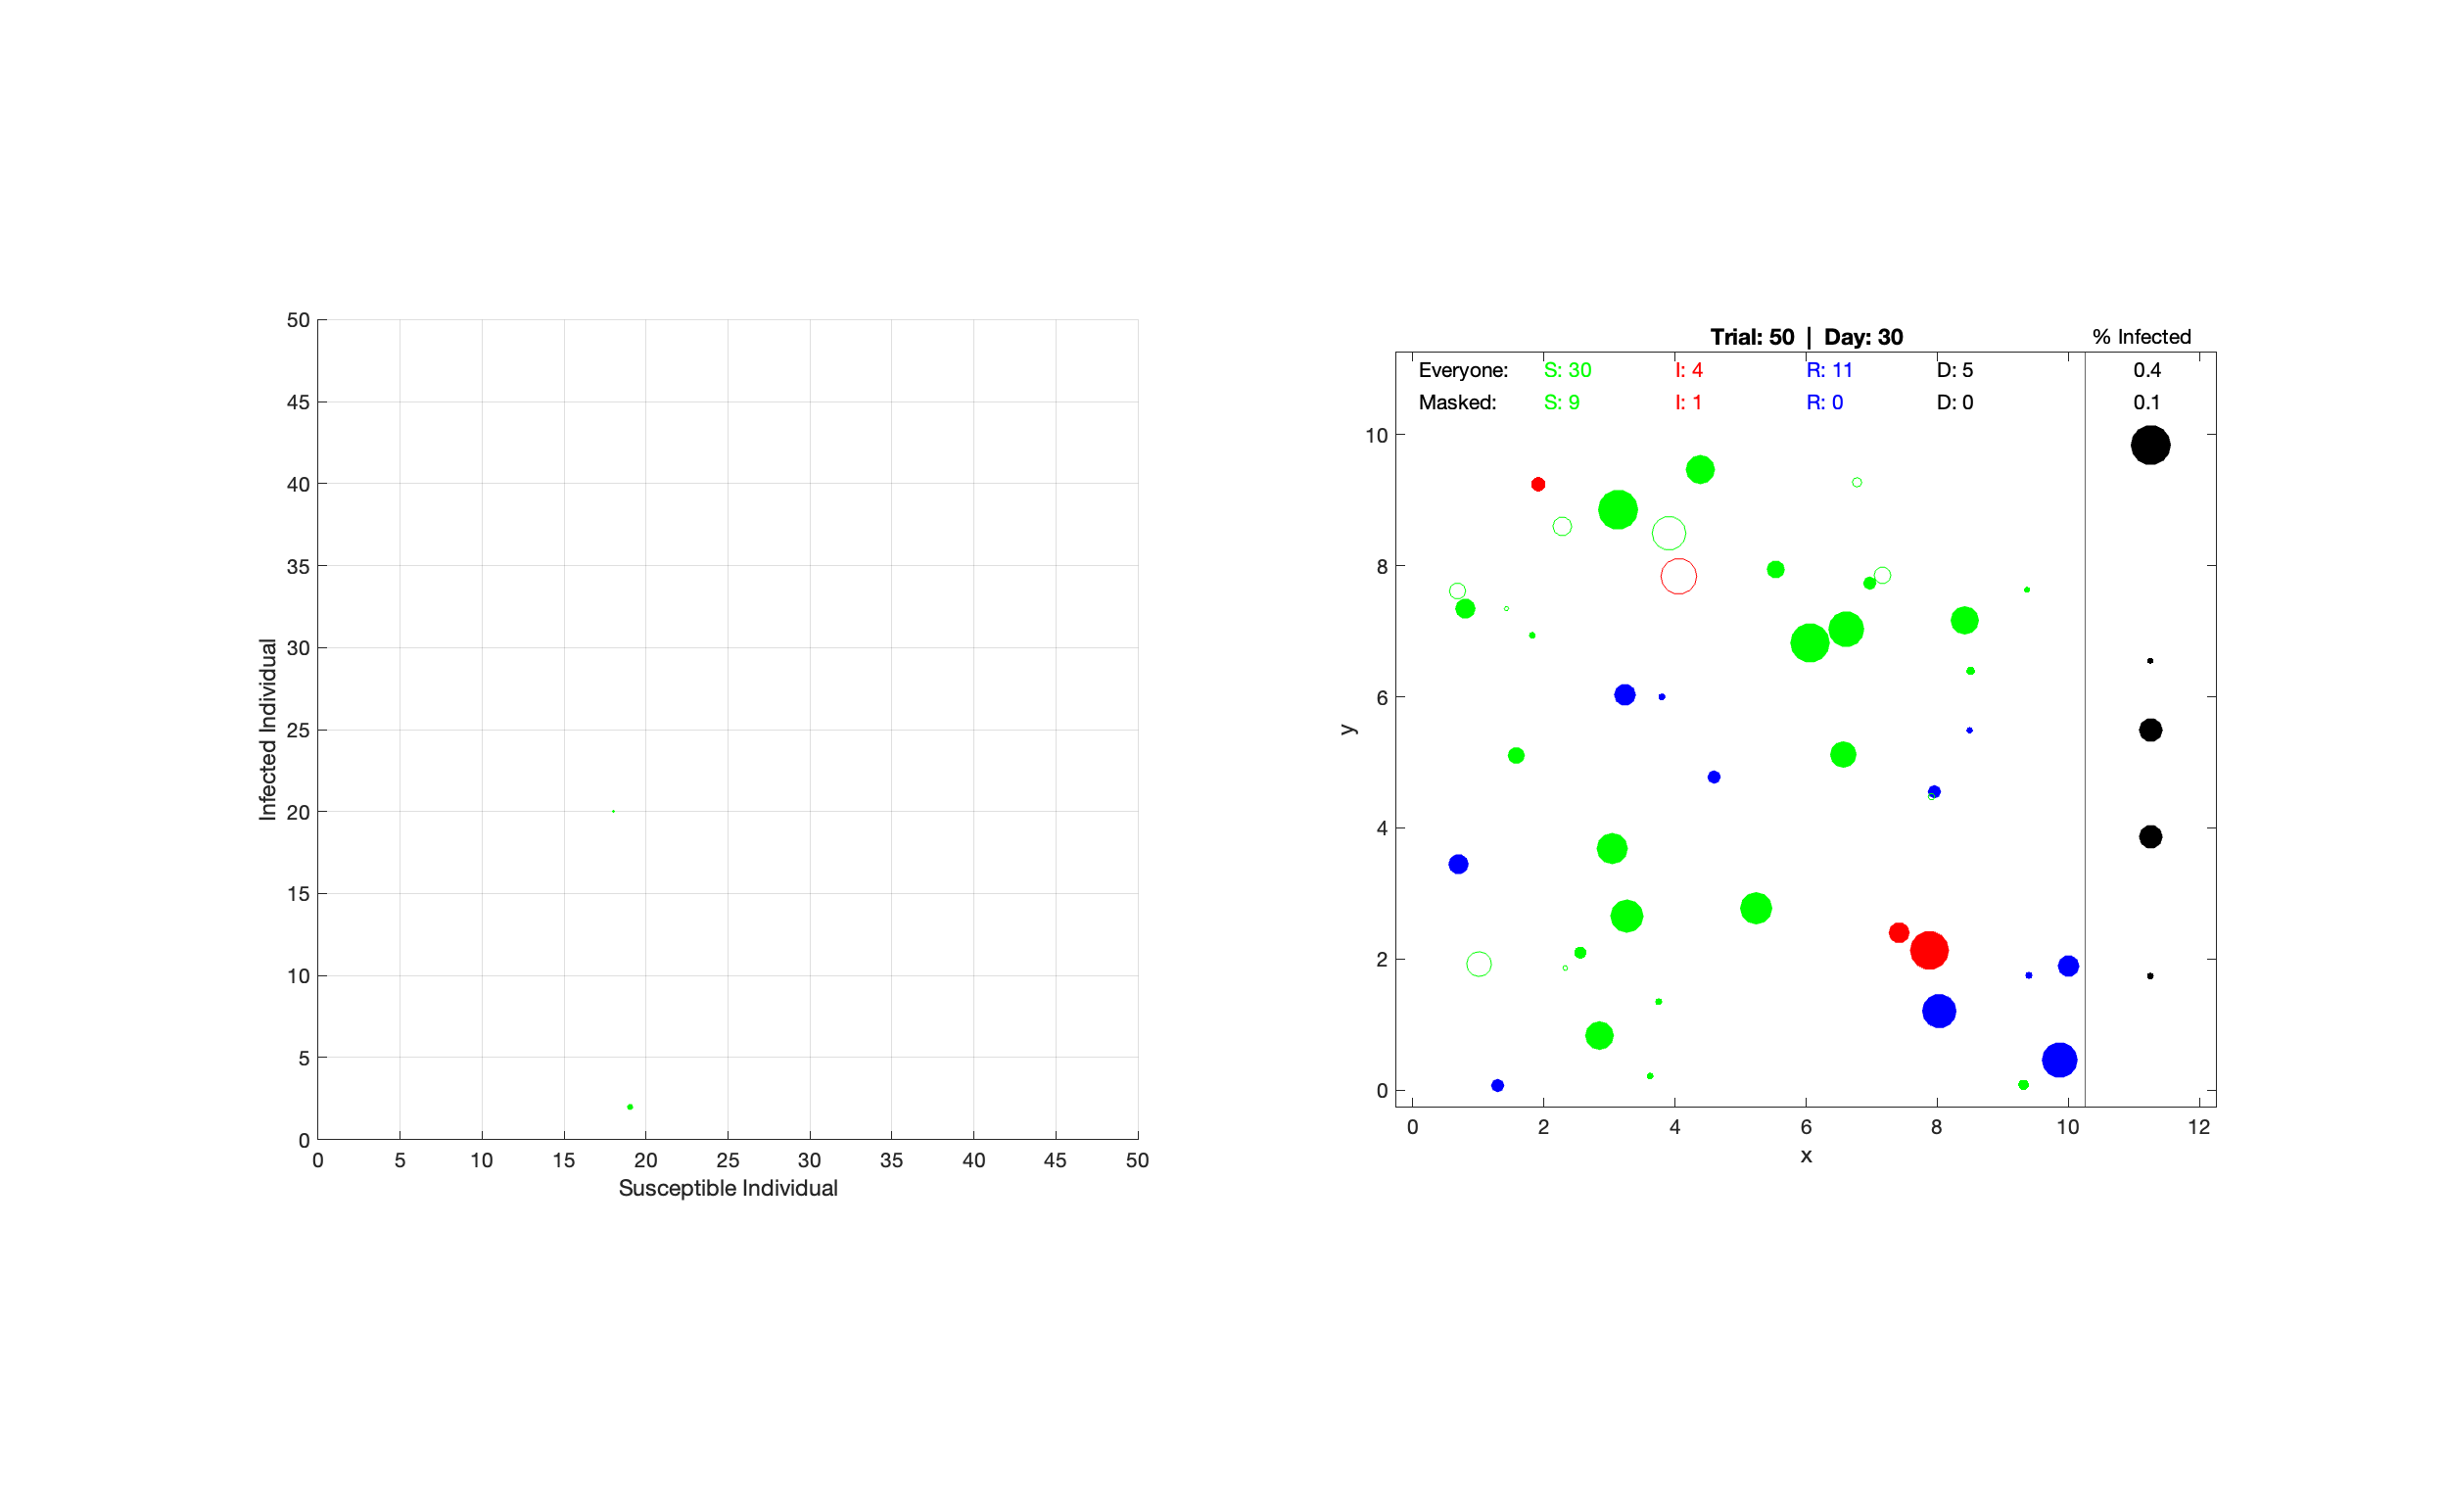 50
45
40
35
30
25
20
15
10
5
0
Infected Individual
0 5 10 15 20 25 30 35 40 45 50
Susceptible Individual
Trial: 50 | Day: 30 % Infected
Everyone: S: 30 I: 4 R: 11 D: 5 0.4
Masked: S: 9 I: 1 R: 0 D: 0 0.1
10
8
6
4
2
0
y
0 2 4 6 8 10 12
x